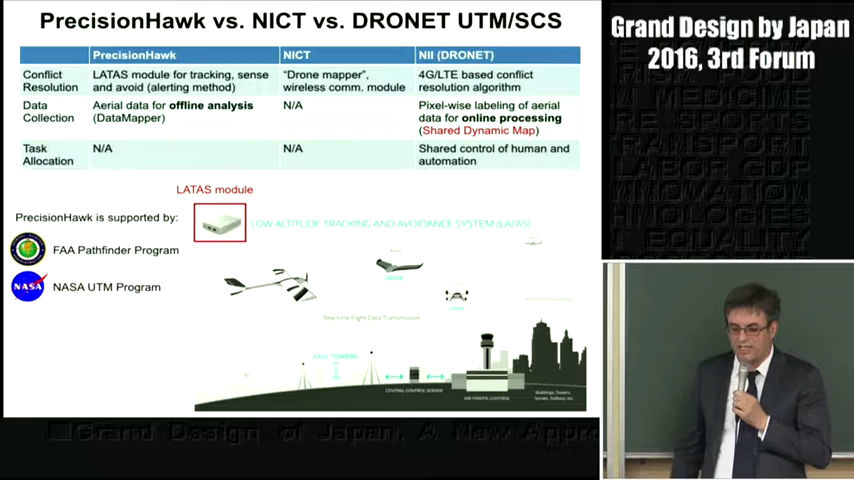 PrecisionHawk vs. NICT vs. DRONET UTM/SCS
PrecisionHawk NICT NII (DRONET)
Conflict Resolution LATAS module for tracking, sense and avoid (alerting method) "Drone mapper", wireless comm. module 4G/LTE based conflict resolution algorithm
Data Collection Aerial data for offline analysis (DataMapper) N/A Pixel-wise labeling of aerial data for online processing (Shared Dynamic Map)
Task Allocation N/A N/A Shared control of human and automation
LATAS module
PrecisionHawk is supported by:
LOW ALTITUDE TRACKING AND AVOIDANCE SYSTEM (LATAS)
FAA Pathfinder Program
NASA
NASA UTM Program
Real-time Flight Data Transmission
CELL TOWERS
CENTRAL CONTROL SERVER
AIR TRAFFIC CONTROL
Buildings, Towers,
Grand Design by Japan
2016, 3rd Forum
N MEDICINE
SPORTS
TRANSPORT
LABOR GDP
INNOVATION
EQUALITY
Grand Design of Japan, A New Appro